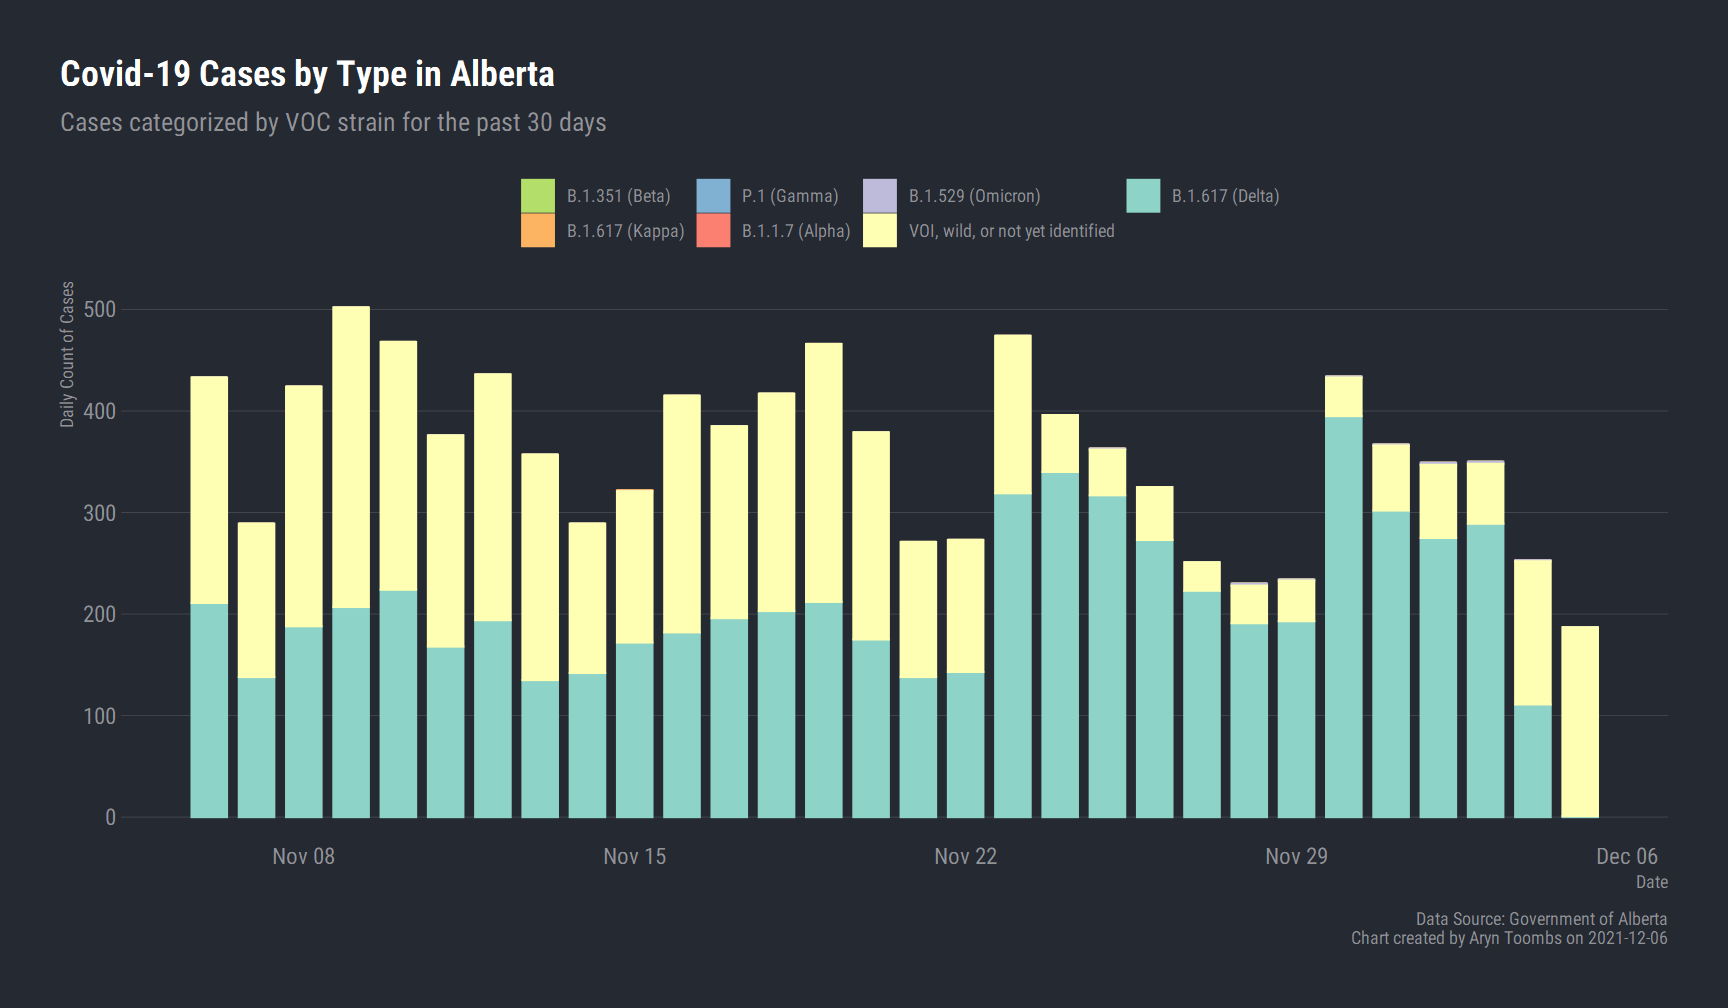 Covid-19 Cases by Type in Alberta
Cases categorized by VOC strain for the past 30 days
B.1.351 (Beta) P.1 (Gamma) B.1.529 (Omicron) B.1.617 (Delta)
B.1.617 (Kappa) B.1.1.7 (Alpha) VOI, wild, or not yet identified
Daily Count of Cases
500
400
300
200
100
0
Nov 08 Nov 15 Nov 22 Nov 29 Dec 06
Date
Data Source: Government of Alberta
Chart created by Aryn Toombs on 2021-12-06